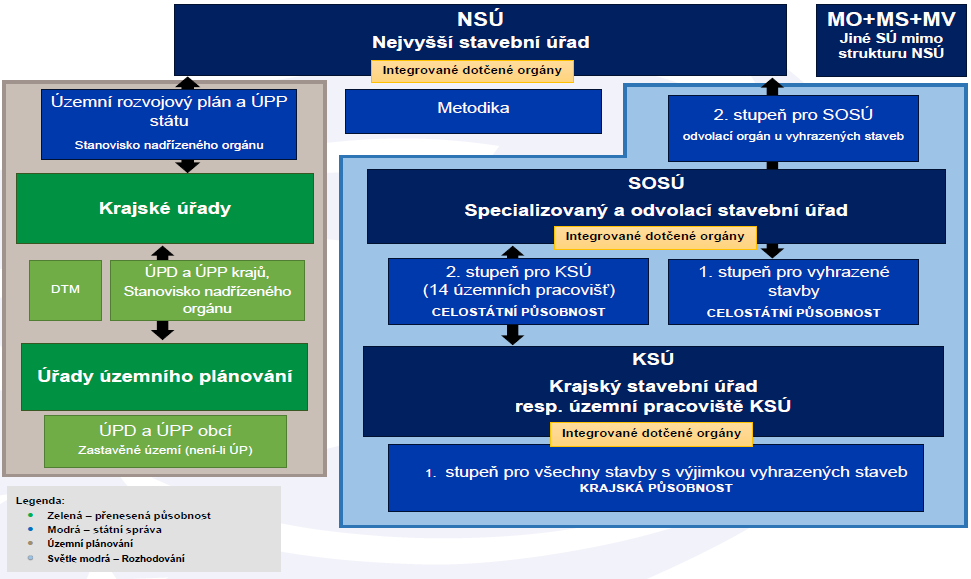 NSÚ
Nejvyšší stavební úřad
Integrované dotčené orgány
MO+MS+MV
Jiné SÚ mimo
strukturu NSÚ
Územní rozvojový plán a ÚPP
státu
Stanovisko nadřízeného orgánu
Metodika
2. stupeň pro SOSÚ
odvolací orgán u vyhrazených staveb
Krajské úřady
SOSÚ
Specializovaný a odvolací stavební úřad
Integrované dotčené orgány
DTM
ÚPD a ÚPP krajů,
Stanovisko nadřízeného
orgánu
2. stupeň pro KSÚ
(14 územních pracovišť)
CELOSTÁTNÍ PŮSOBNOST
1. stupeň pro vyhrazené
stavby
CELOSTÁTNÍ PŮSOBNOST
Úřady územního plánování
KSÚ
Krajský stavební úřad
resp. územní pracoviště KSÚ
Integrované dotčené orgány
ÚPD a ÚPP obcí
Zastavěné území (není-li ÚP)
1. stupeň pro všechny stavby s výjimkou vyhrazených staveb
KRAJSKÁ PŮSOBNOST
Legenda:
Zelená – přenesená působnost
Modrá – státní správa
Územní plánování
Světle modrá – Rozhodování